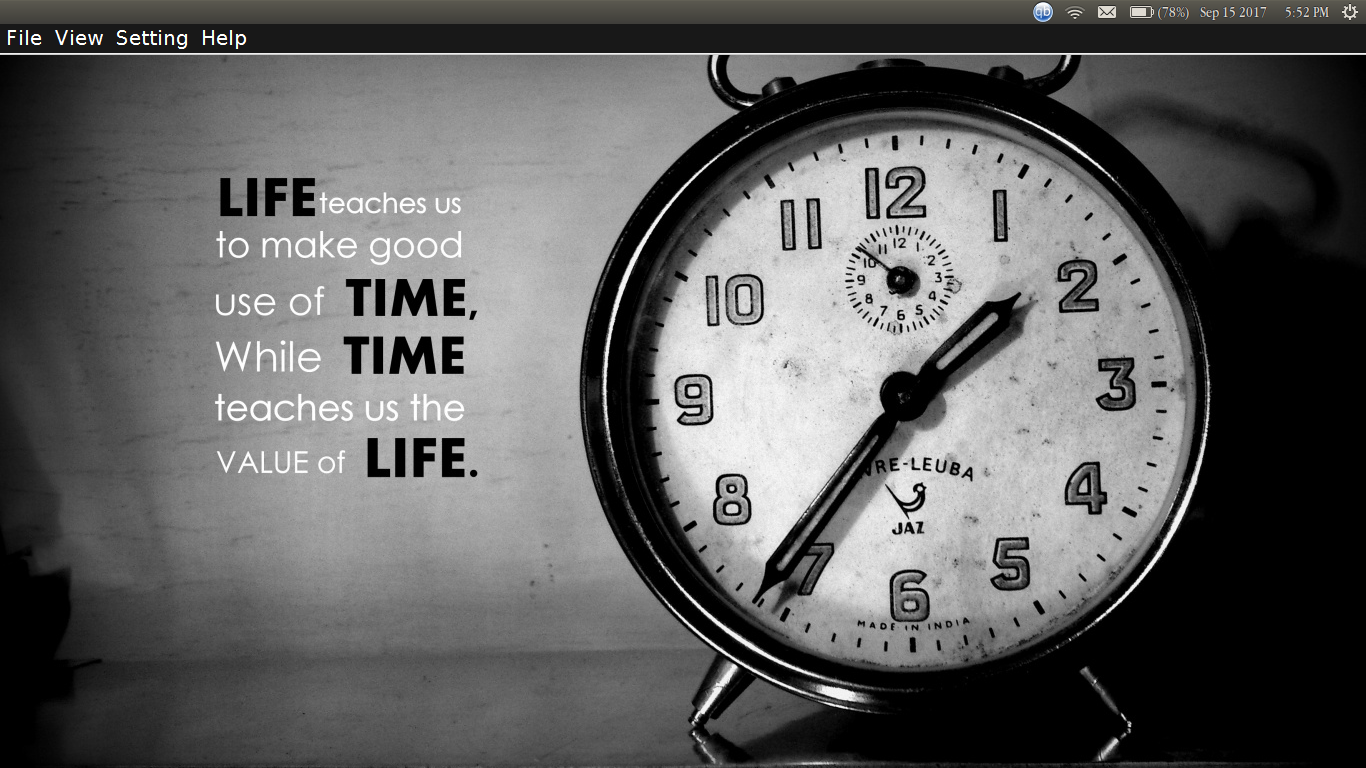 (78%) Sep 15 2017 5:52 PM
File View Setting Help
LIFE teaches us
to make good
use of TIME,
While TIME
teaches us the
VALUE of LIFE.
12
11 1
10 2
9 3
8 4
7 5
6
12
11 1
10 2
9 3
8 4
7 5
6
VRE-LEUBA
JAZ
MADE IN INDIA